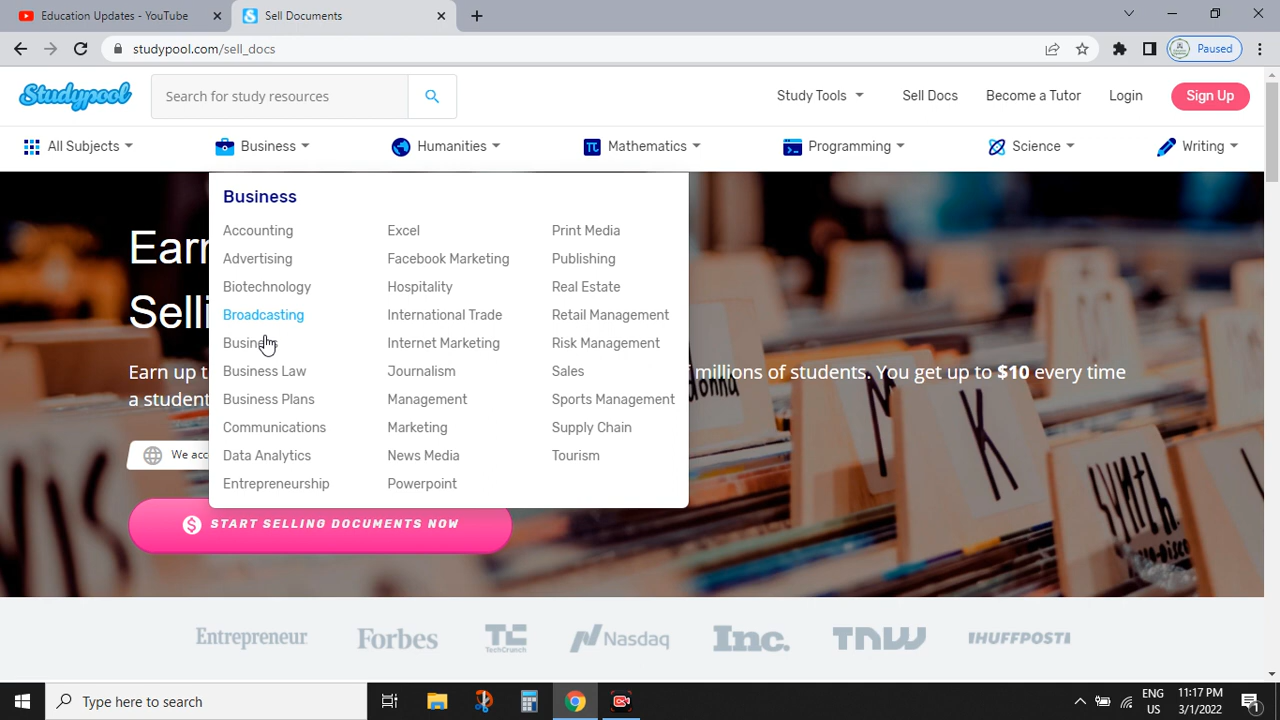 Education Updates - YouTube
Sell Documents
studypool.com/sell_docs
Paused
Studypool
Search for study resources
Study Tools
Sell Docs
Become a Tutor
Login
Sign Up
All Subjects
Business
Humanities
Mathematics
Programming
Science
Writing
Business
Accounting
Advertising
Biotechnology
Broadcasting
Business
Business Law
Business Plans
Communications
Data Analytics
Entrepreneurship
Excel
Facebook Marketing
Hospitality
International Trade
Internet Marketing
Journalism
Management
Marketing
News Media
Powerpoint
Print Media
Publishing
Real Estate
Retail Management
Risk Management
Sales
Sports Management
Supply Chain
Tourism
Earn
Selli
Earn up t millions of students. You get up to $10 every time
a student
We acc
START SELLING DOCUMENTS NOW
N
K
SYNTH
Entrepreneur
Forbes
TC
TechCrunch
Nasdaq
Inc.
TNW
IHUFFPOSTI
Type here to search
ENG
US
11:17 PM
3/1/2022
1